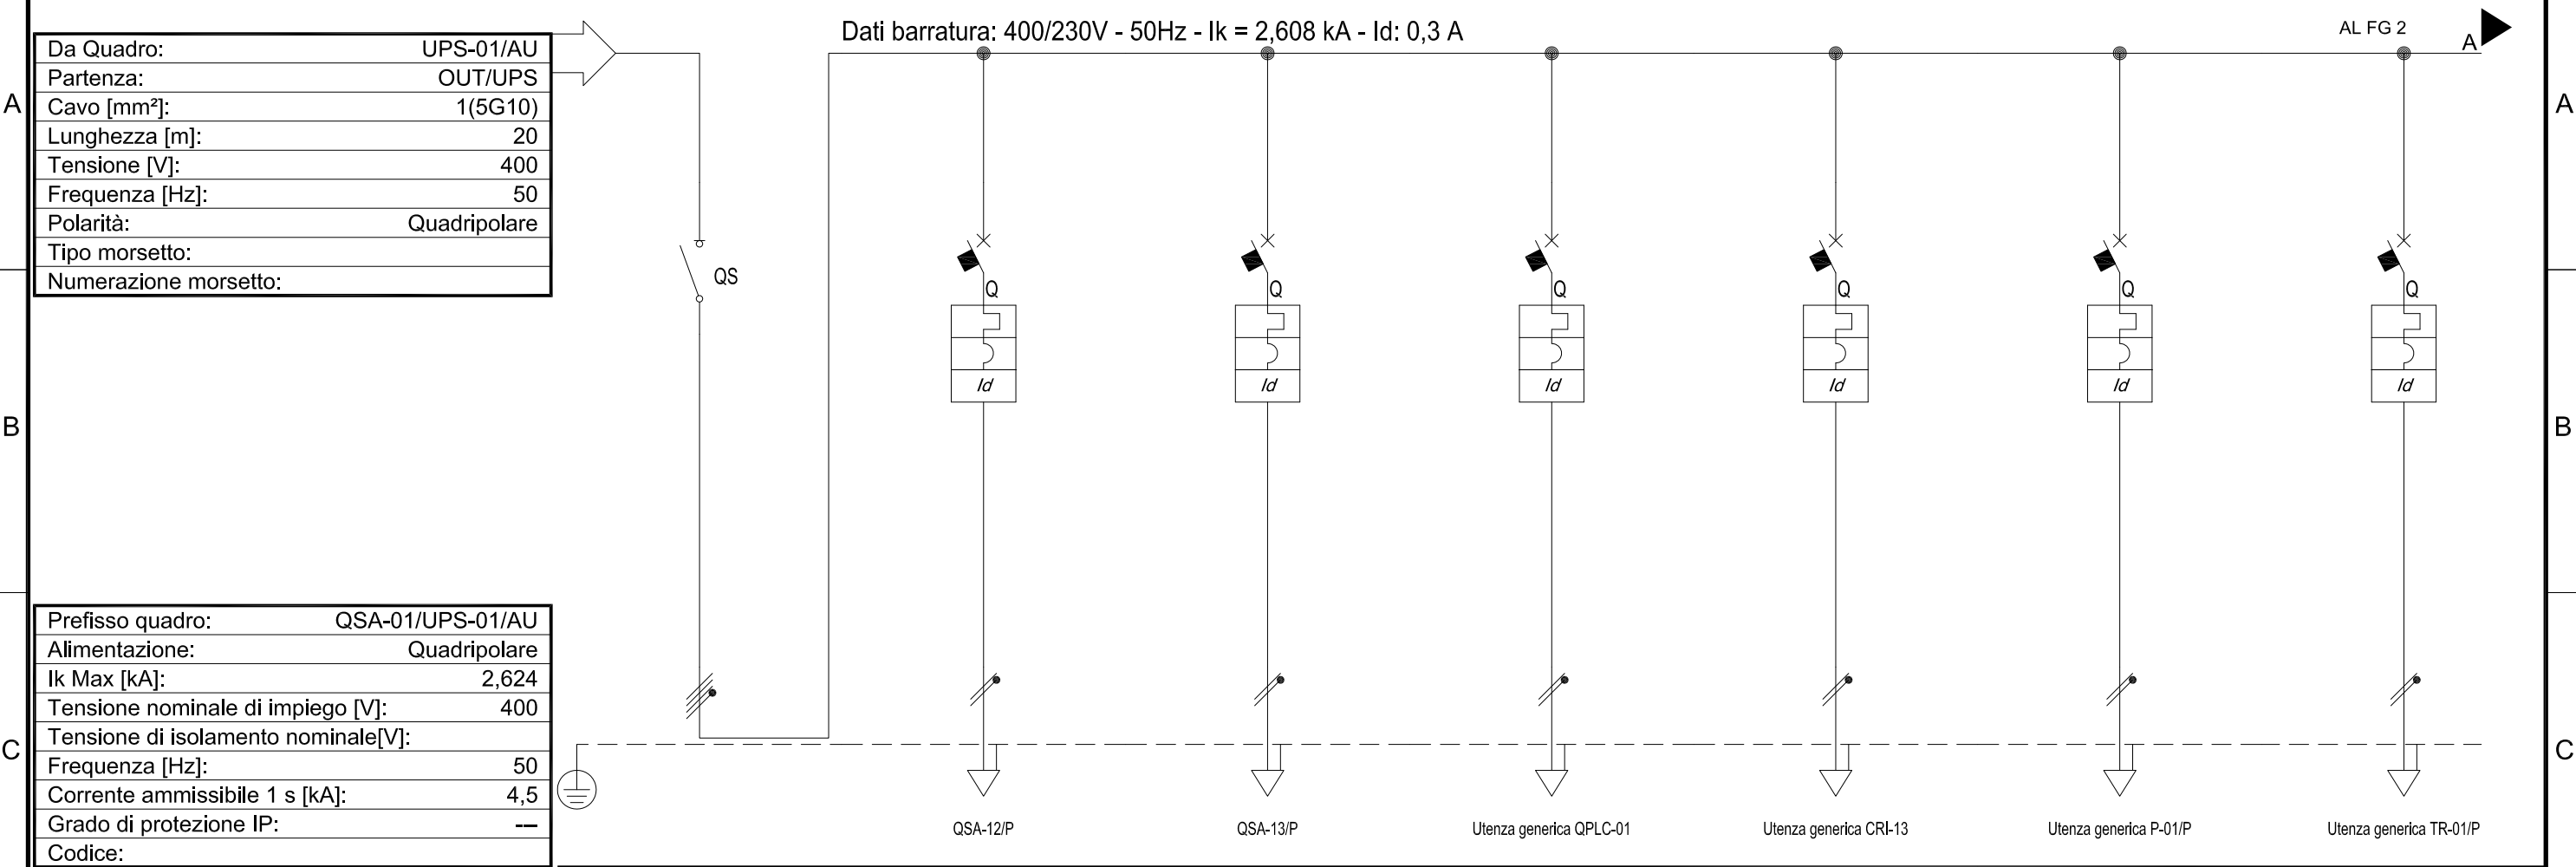 Dati barratura: 400/230V - 50Hz - Ik = 2,608 kA - Id: 0,3 A
AL FG 2
A
Da Quadro: UPS-01/AU
Partenza: OUT/UPS
Cavo [mm²]: 1(5G10)
Lunghezza [m]: 20
Tensione [V]: 400
Frequenza [Hz]: 50
Polarità: Quadripolare
Tipo morsetto:
Numerazione morsetto:
A
A
QS
Q
Q
Q
Q
Q
Q
Id
Id
Id
Id
Id
Id
B
B
Prefisso quadro: QSA-01/UPS-01/AU
Alimentazione: Quadripolare
Ik Max [kA]: 2,624
Tensione nominale di impiego [V]: 400
Tensione di isolamento nominale[V]:
Frequenza [Hz]: 50
Corrente ammissibile 1 s [kA]: 4,5
Grado di protezione IP: ---
Codice:
C
C
QSA-12/P
QSA-13/P
Utenza generica QPLC-01
Utenza generica CRI-13
Utenza generica P-01/P
Utenza generica TR-01/P